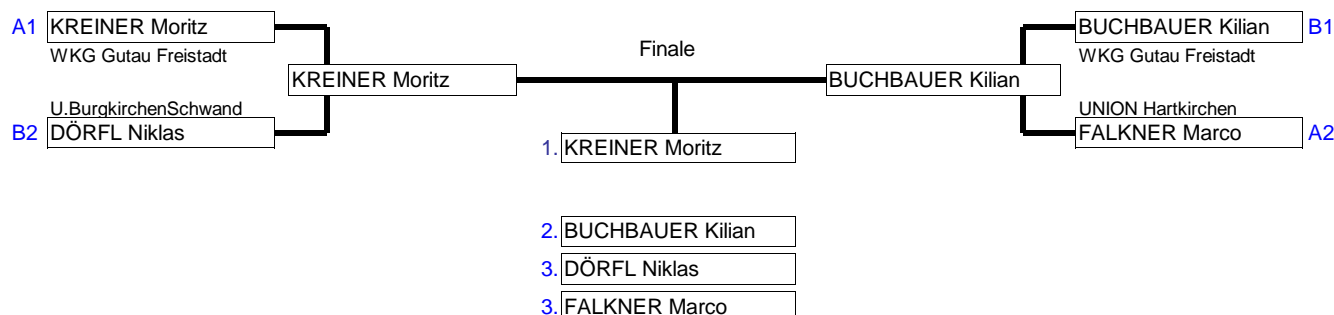 A1 KREINER Moritz
WKG Gutau Freistadt
BUCHBAUER Kilian B1
WKG Gutau Freistadt
Finale
KREINER Moritz
BUCHBAUER Kilian
U.BurgkirchenSchwand
B2 DÖRFL Niklas
UNION Hartkirchen
FALKNER Marco A2
1. KREINER Moritz
2. BUCHBAUER Kilian
3. DÖRFL Niklas
3. FALKNER Marco